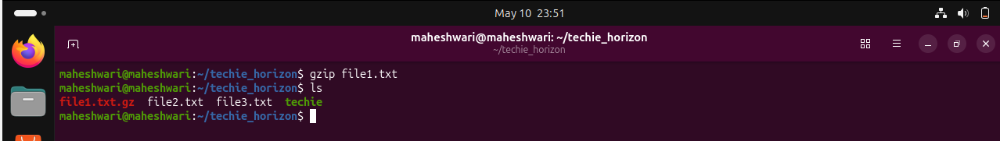 May 10 23:51
maheshwari@maheshwari: ~/techie_horizon
~/techie_horizon
maheshwari@maheshwari:~/techie_horizon$ gzip file1.txt
maheshwari@maheshwari:~/techie_horizon$ ls
file1.txt.gz  file2.txt  file3.txt  techie
maheshwari@maheshwari:~/techie_horizon$